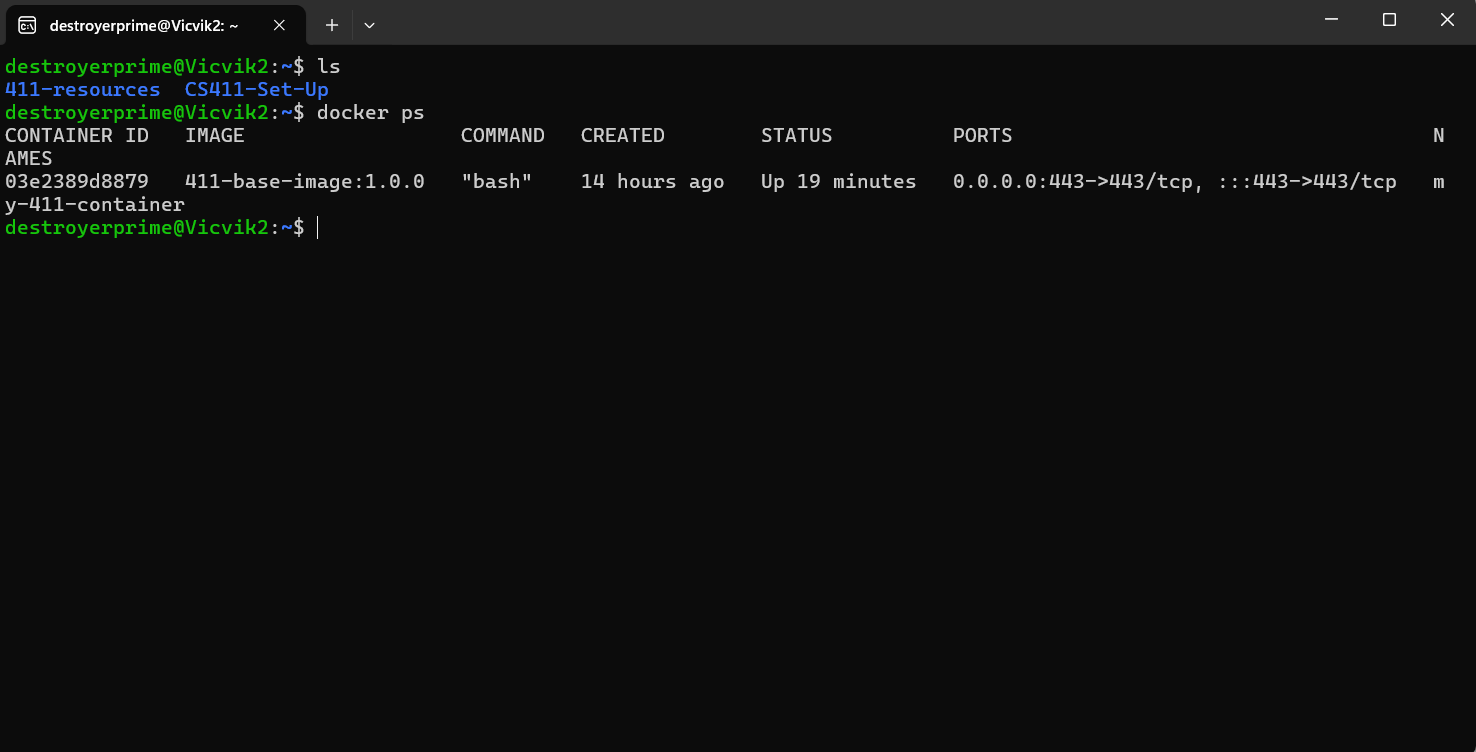 destroyerprime@Vicvik2: ~
destroyerprime@Vicvik2:~$ ls
411-resources  CS411-Set-Up
destroyerprime@Vicvik2:~$ docker ps
CONTAINER ID   IMAGE                  COMMAND   CREATED        STATUS          PORTS                                   N
AMES
03e2389d8879   411-base-image:1.0.0   "bash"    14 hours ago   Up 19 minutes   0.0.0.0:443->443/tcp, :::443->443/tcp   m
y-411-container
destroyerprime@Vicvik2:~$